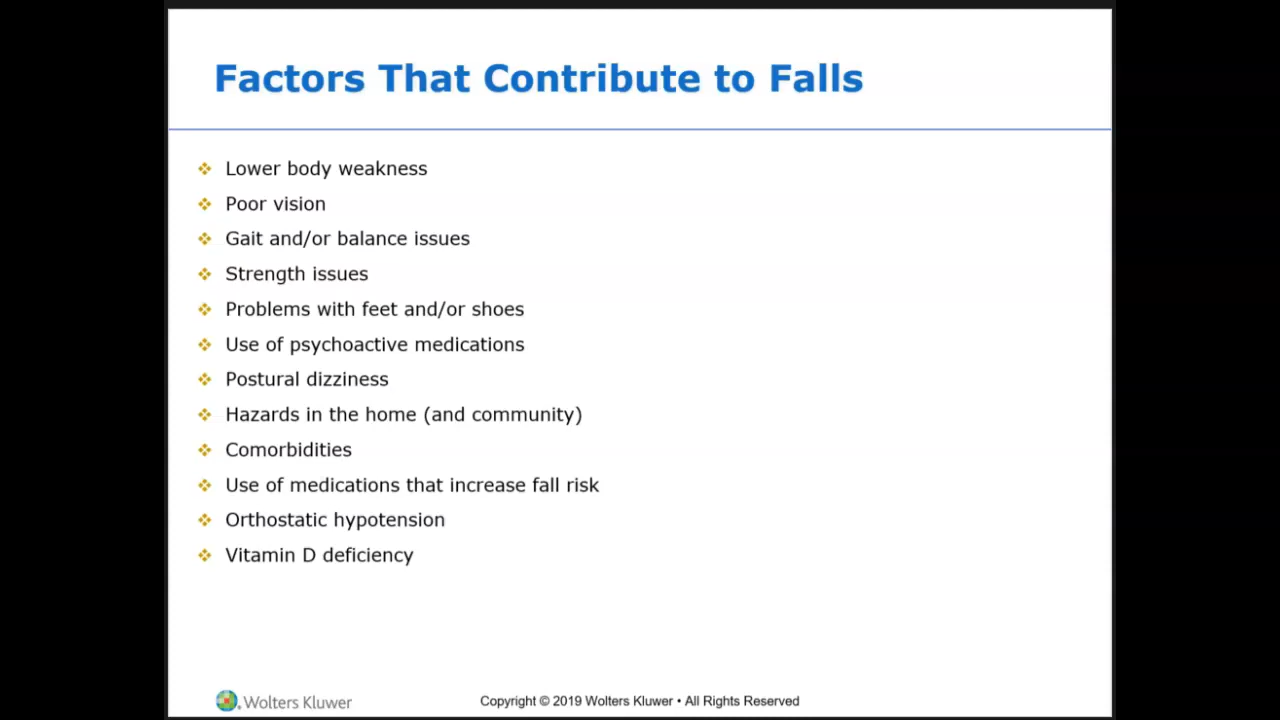 Factors That Contribute to Falls
Lower body weakness
Poor vision
Gait and/or balance issues
Strength issues
Problems with feet and/or shoes
Use of psychoactive medications
Postural dizziness
Hazards in the home (and community)
Comorbidities
Use of medications that increase fall risk
Orthostatic hypotension
Vitamin D deficiency
Wolters Kluwer
Copyright © 2019 Wolters Kluwer • All Rights Reserved